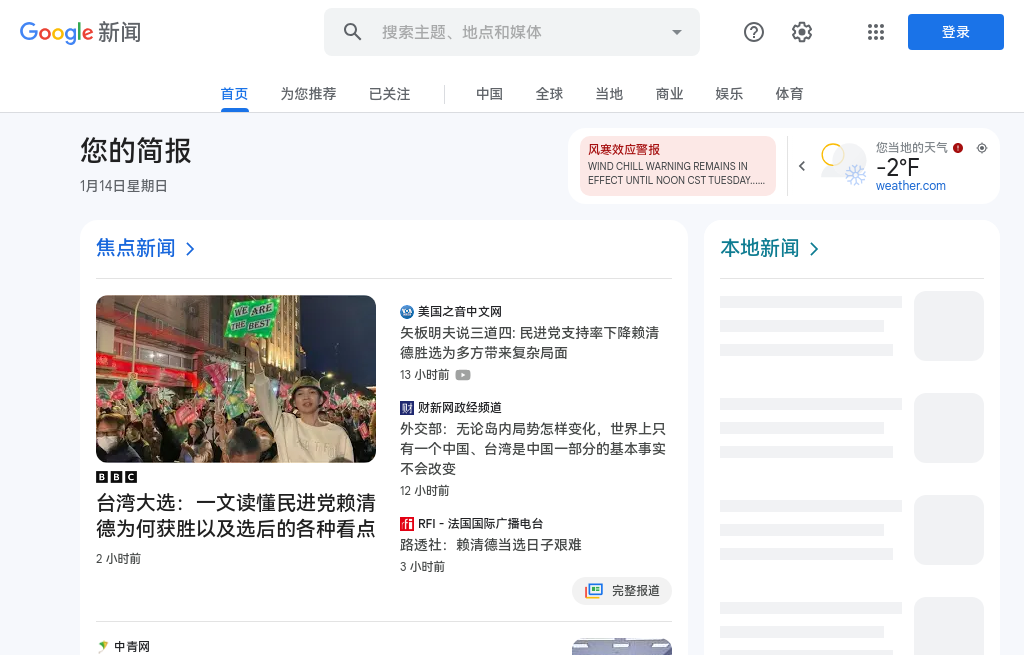 Google 新闻
搜索主题、地点和媒体
登录
首页
为您推荐
已关注
中国
全球
当地
商业
娱乐
体育
您的简报
1月14日星期日
风寒效应警报
WIND CHILL WARNING REMAINS IN
EFFECT UNTIL NOON CST TUESDAY......
您当地的天气
-2°F
weather.com
焦点新闻
WE ARE
THE BEST
BBC
台湾大选：一文读懂民进党赖清
德为何获胜以及选后的各种看点
2 小时前
美国之音中文网
矢板明夫说三道四: 民进党支持率下降赖清
德胜选为多方带来复杂局面
13 小时前
财新网政经频道
外交部：无论岛内局势怎样变化，世界上只
有一个中国、台湾是中国一部分的基本事实
不会改变
12 小时前
RFI - 法国国际广播电台
路透社：赖清德当选日子艰难
3 小时前
完整报道
中青网
本地新闻